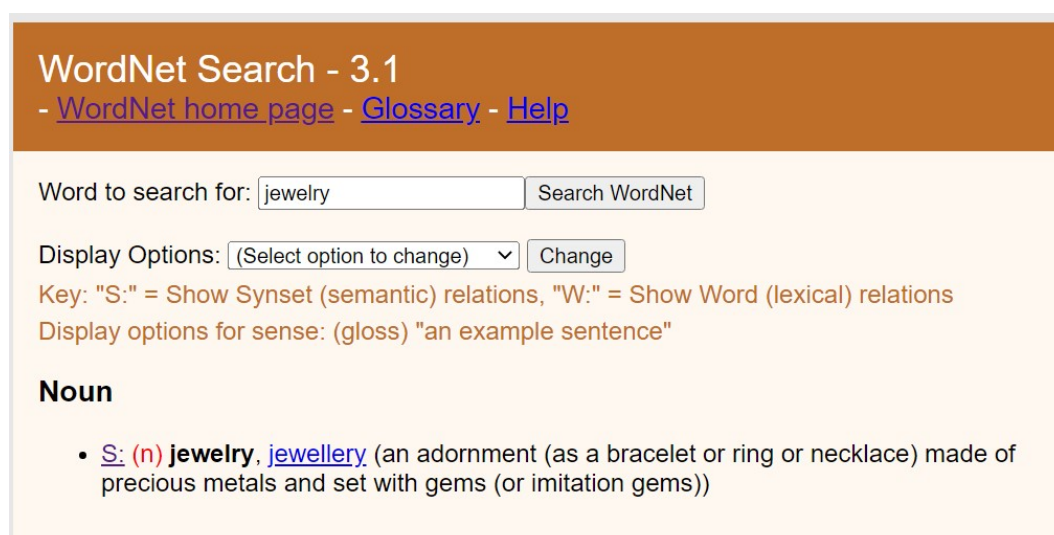 WordNet Search - 3.1
- WordNet home page - Glossary - Help
Word to search for: jewelry Search WordNet
Display Options: (Select option to change) Change
Key: "S:" = Show Synset (semantic) relations, "W:" = Show Word (lexical) relations
Display options for sense: (gloss) "an example sentence"
Noun
• S: (n) jewelry, jewellery (an adornment (as a bracelet or ring or necklace) made of
precious metals and set with gems (or imitation gems))